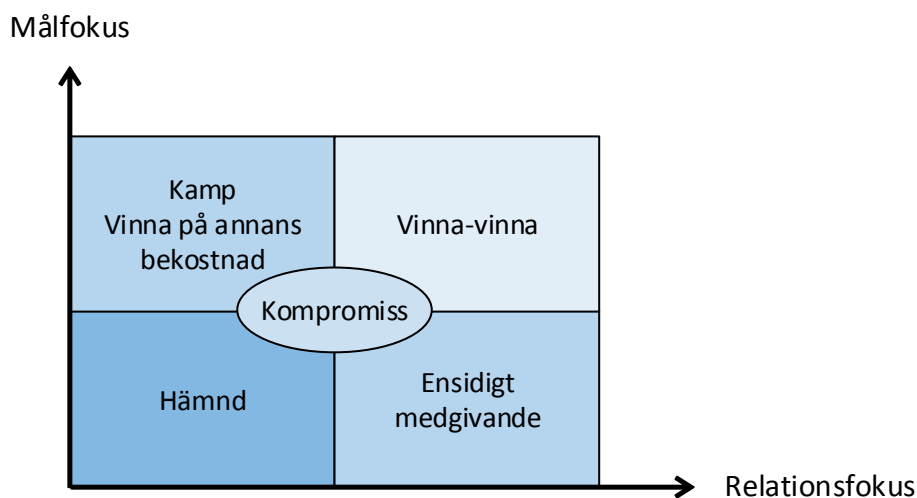 Målfokus
Kamp
Vinna på annans
bekostnad
Vinna-vinna
Kompromiss
Hämnd
Ensidigt
medgivande
Relationsfokus